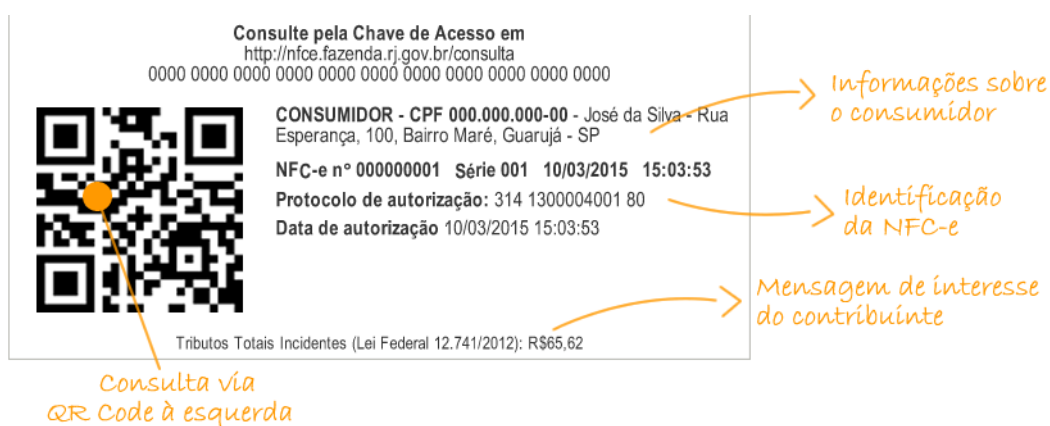 Consulte pela Chave de Acesso em
http://nfce.fazenda.rj.gov.br/consulta
0000 0000 0000 0000 0000 0000 0000 0000 0000 0000 0000
CONSUMIDOR - CPF 000.000.000-00 - José da Silva - Rua
Esperança, 100, Bairro Maré, Guarujá - SP
NFC-e nº 000000001 Série 001 10/03/2015 15:03:53
Protocolo de autorização: 314 1300004001 80
Data de autorização 10/03/2015 15:03:53
Tributos Totais Incidentes (Lei Federal 12.741/2012): R$65,62
Informações sobre
o consumidor
Identificação
da NFC-e
Mensagem de interesse
do contribuinte
Consulta via
QR Code à esquerda